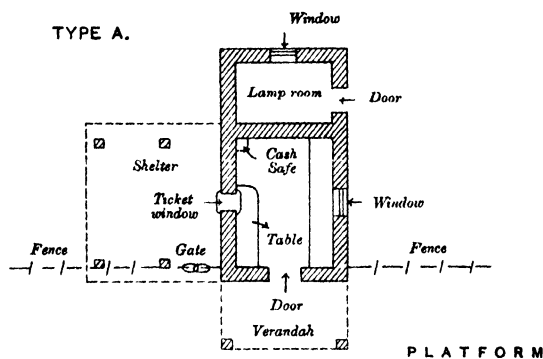 Window
TYPE A.
Lamp room
Door
Shelter
Cash
Safe
Ticket
window
Window
Table
Fence
Gate
Fence
Door
Verandah
PLATFORM